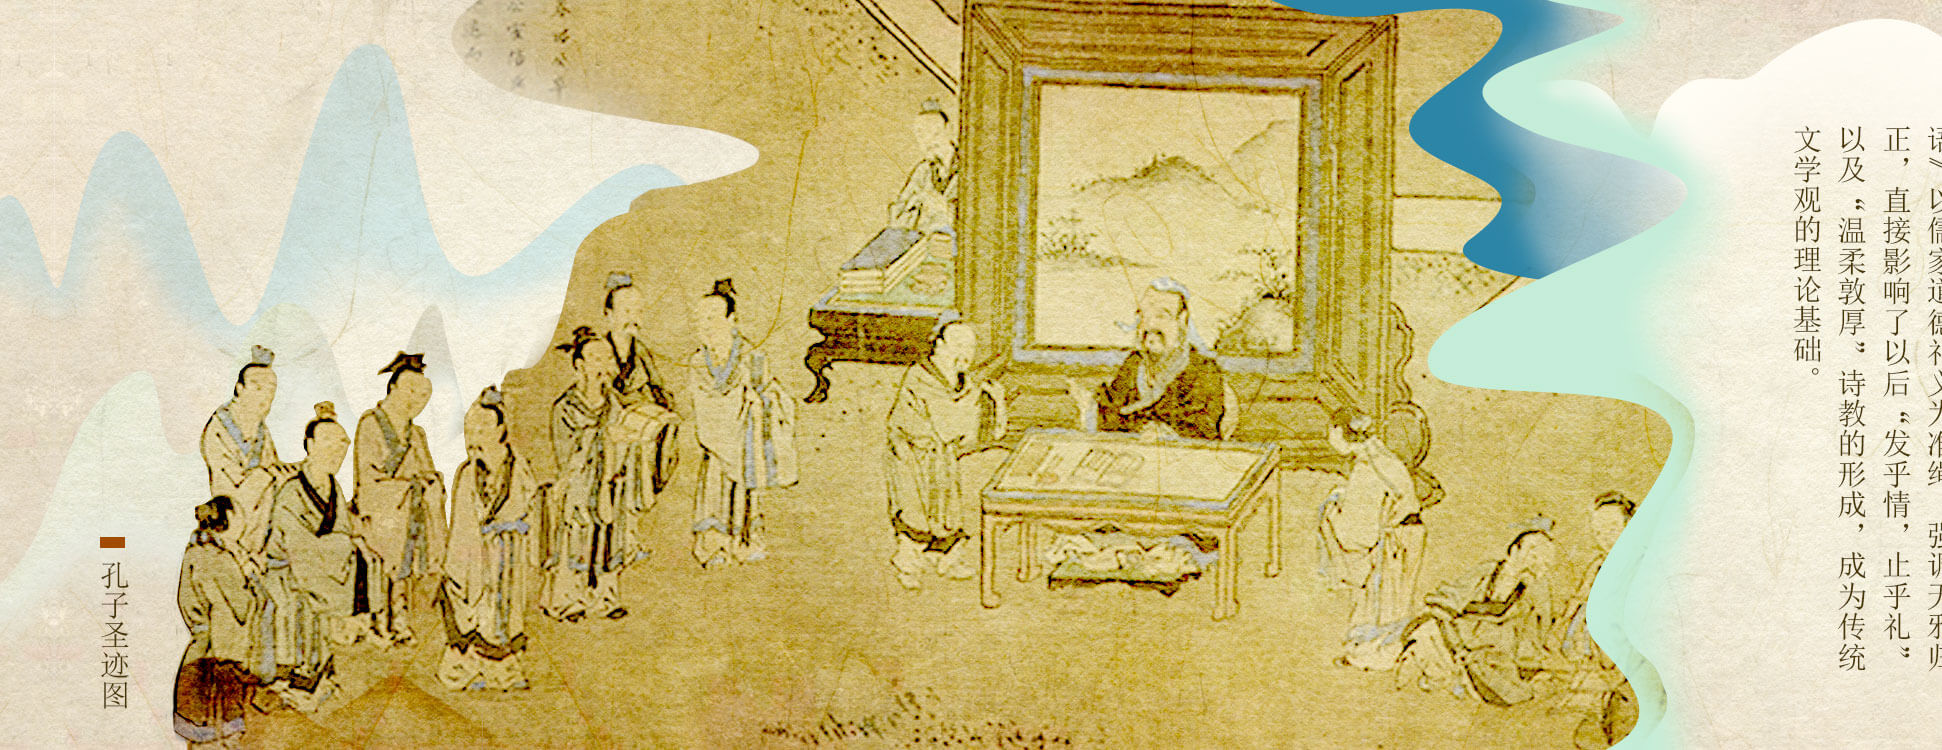 语》以儒家道德礼义为准绳 强调无邪归
正，直接影响了以后“发乎情，止乎礼”
以及“温柔敦厚”诗教的形成，成为传统
文学观的理论基础。
孔子圣迹图